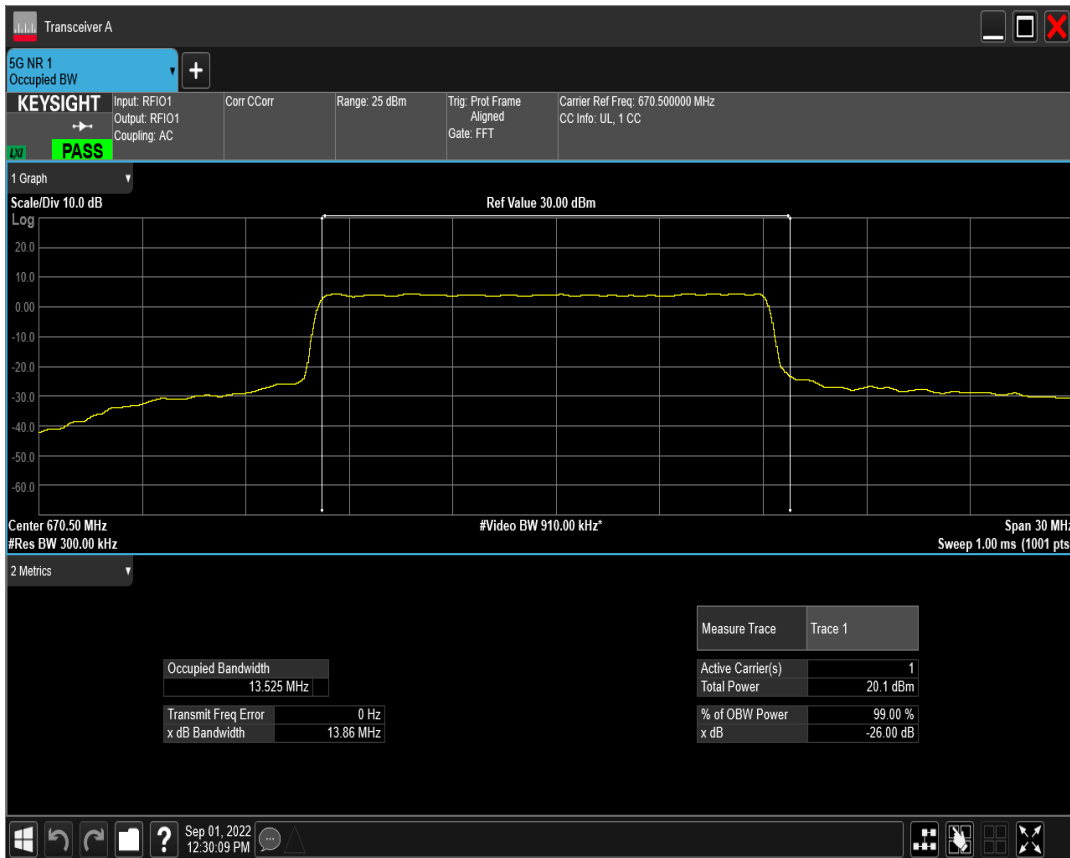 Transceiver A
5G NR 1
Occupied BW
+
KEYSIGHT
LXI
PASS
Input: RFIO1
Output: RFIO1
Coupling: AC
Corr CCorr
Range: 25 dBm
Trig: Prot Frame
Aligned
Gate: FFT
Carrier Ref Freq: 670.500000 MHz
CC Info: UL, 1 CC
1 Graph
Scale/Div 10.0 dB
Ref Value 30.00 dBm
Log
20.0
10.0
0.00
-10.0
-20.0
-30.0
-40.0
-50.0
-60.0
Center 670.50 MHz
#Video BW 910.00 kHz*
Span 30 MHz
#Res BW 300.00 kHz
Sweep 1.00 ms (1001 pts
2 Metrics
Measure Trace Trace 1
Occupied Bandwidth
13.525 MHz
Active Carrier(s) 1
Total Power 20.1 dBm
Transmit Freq Error 0 Hz
x dB Bandwidth 13.86 MHz
% of OBW Power 99.00 %
x dB -26.00 dB
?
Sep 01, 2022
12:30:09 PM